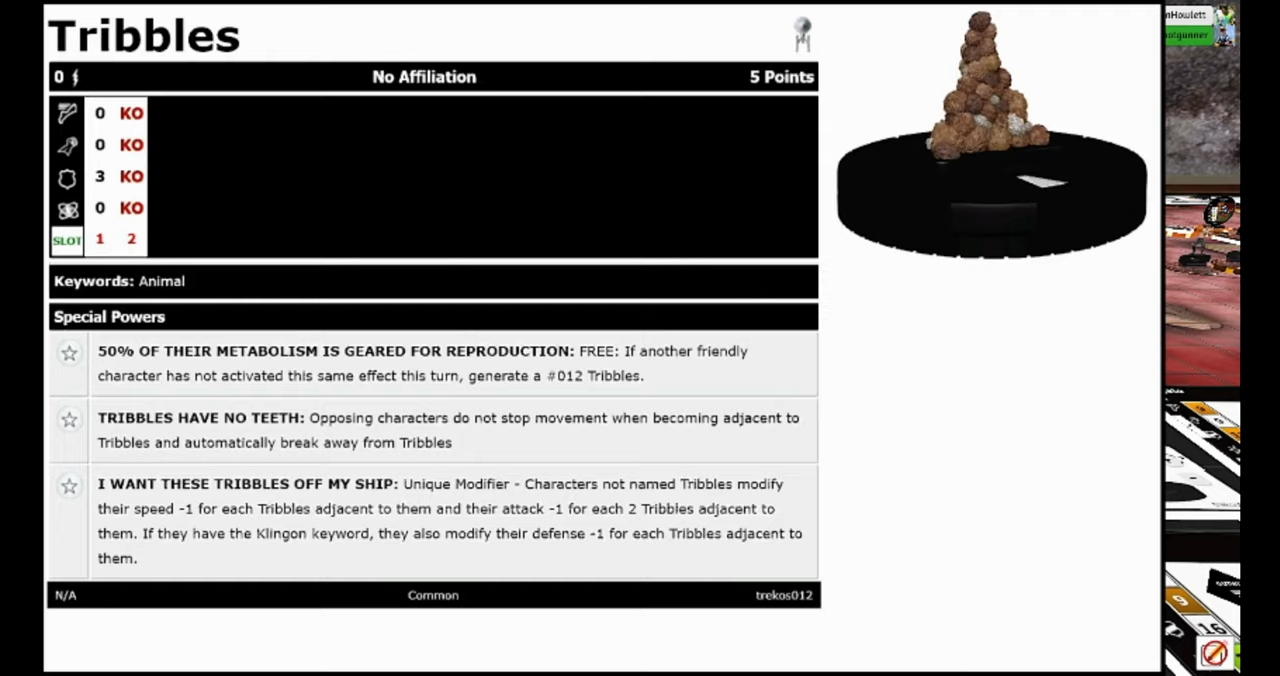 Tribbles
0 No Affiliation 5 Points
0 KO
0 KO
3 KO
0 KO
SLOT 1 2
Keywords: Animal
Special Powers
50% OF THEIR METABOLISM IS GEARED FOR REPRODUCTION: FREE: If another friendly
character has not activated this same effect this turn, generate a #012 Tribbles.
TRIBBLES HAVE NO TEETH: Opposing characters do not stop movement when becoming adjacent to
Tribbles and automatically break away from Tribbles
I WANT THESE TRIBBLES OFF MY SHIP: Unique Modifier - Characters not named Tribbles modify
their speed -1 for each Tribbles adjacent to them and their attack -1 for each 2 Tribbles adjacent to
them. If they have the Klingon keyword, they also modify their defense -1 for each Tribbles adjacent to
them.
N/A Common trekos012
nHowlett
otgunner
9
16